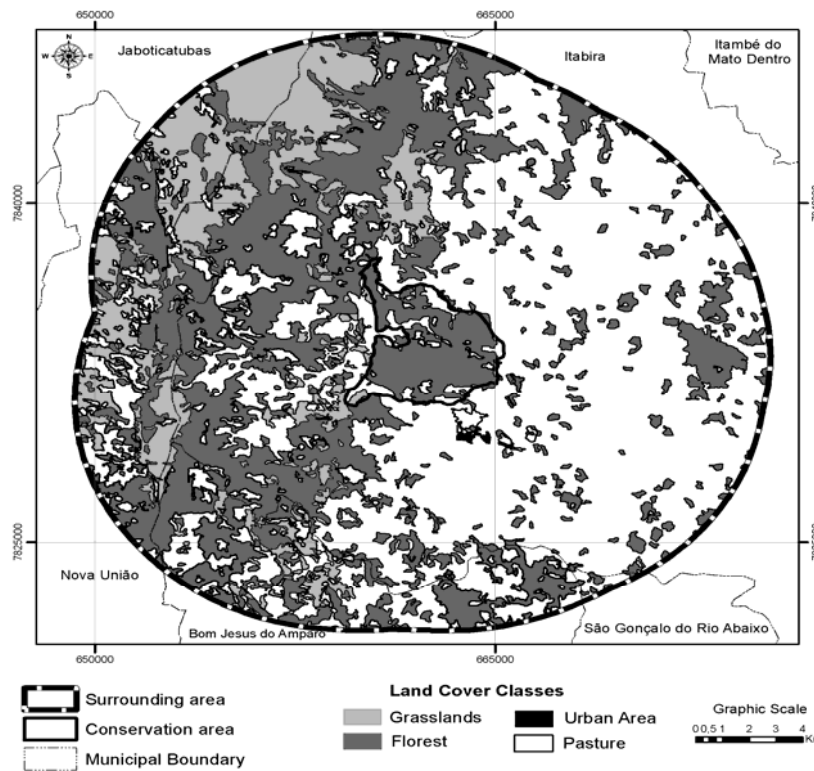 650000 665000
Jaboticatubas Itabira Itambé do
Mato Dentro
N
W E
S
7840000
Nova União
7825000
Bom Jesus do Amparo São Gonçalo do Rio Abaixo
650000 665000
Surrounding area
Conservation area
Municipal Boundary
Land Cover Classes
Grasslands Urban Area
Florest Pasture
Graphic Scale
0 0,5 1 2 3 4